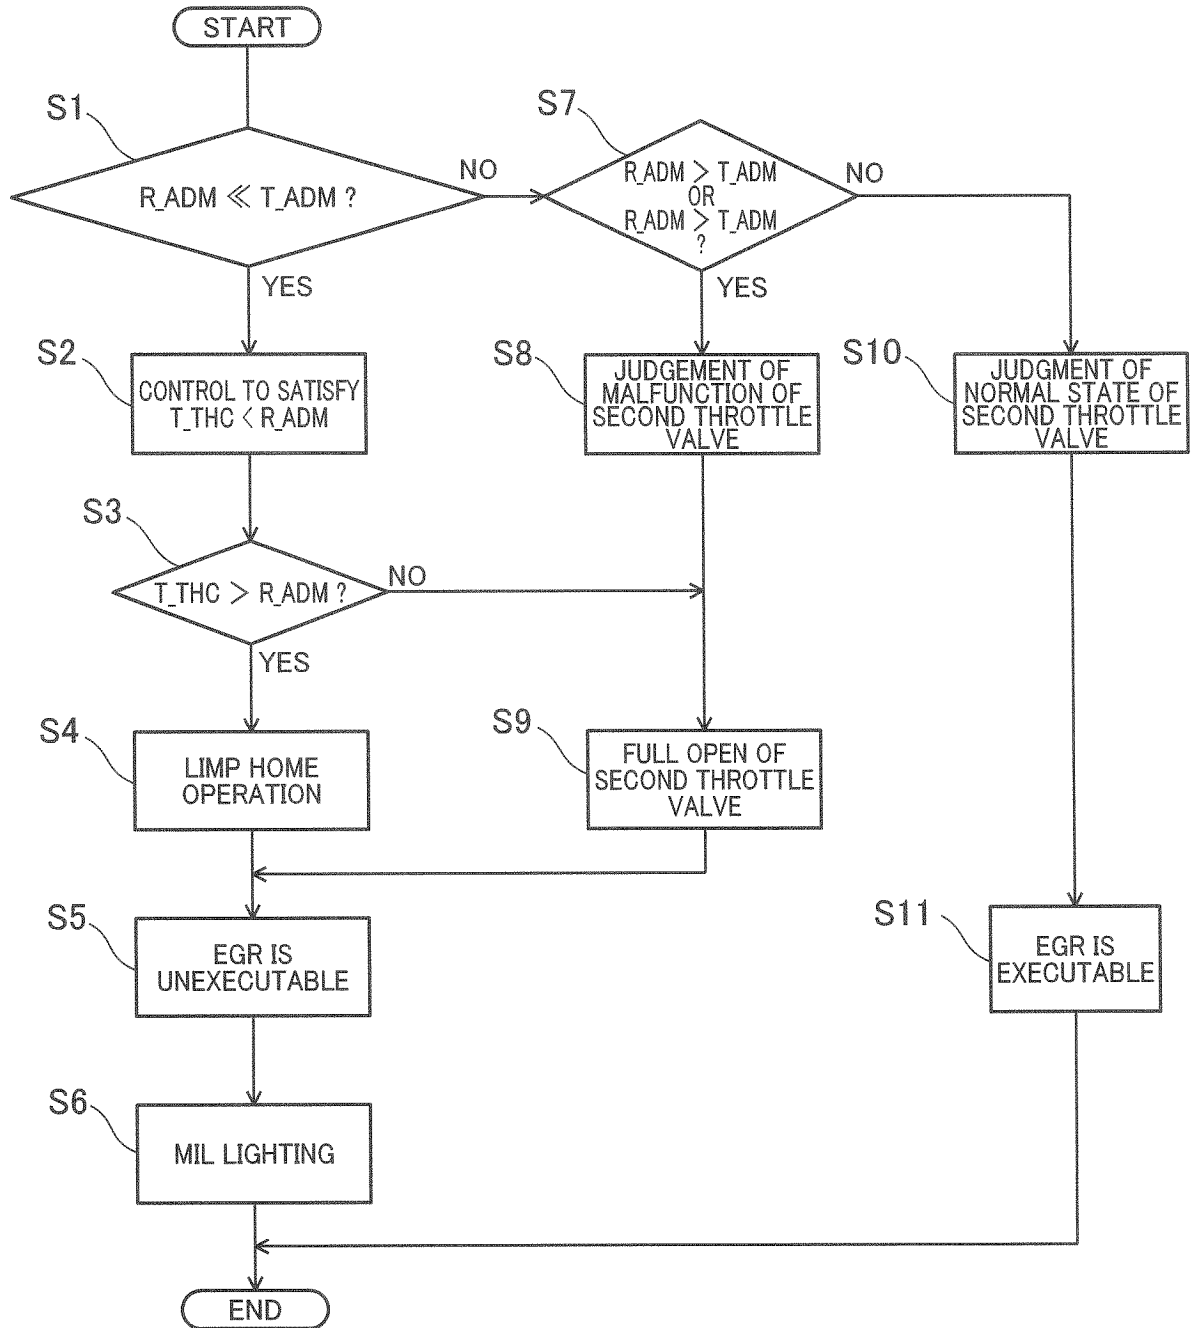 START
S1
R_ADM ≪ T_ADM ?
NO
YES
S7
R_ADM > T_ADM
OR
R_ADM > T_ADM
?
NO
YES
S2
CONTROL TO SATISFY
T_THC < R_ADM
S8
JUDGEMENT OF
MALFUNCTION OF
SECOND THROTTLE
VALVE
S10
JUDGMENT OF
NORMAL STATE OF
SECOND THROTTLE
VALVE
S3
T_THC > R_ADM ?
NO
YES
S4
LIMP HOME
OPERATION
S9
FULL OPEN OF
SECOND THROTTLE
VALVE
S5
EGR IS
UNEXECUTABLE
S11
EGR IS
EXECUTABLE
S6
MIL LIGHTING
END